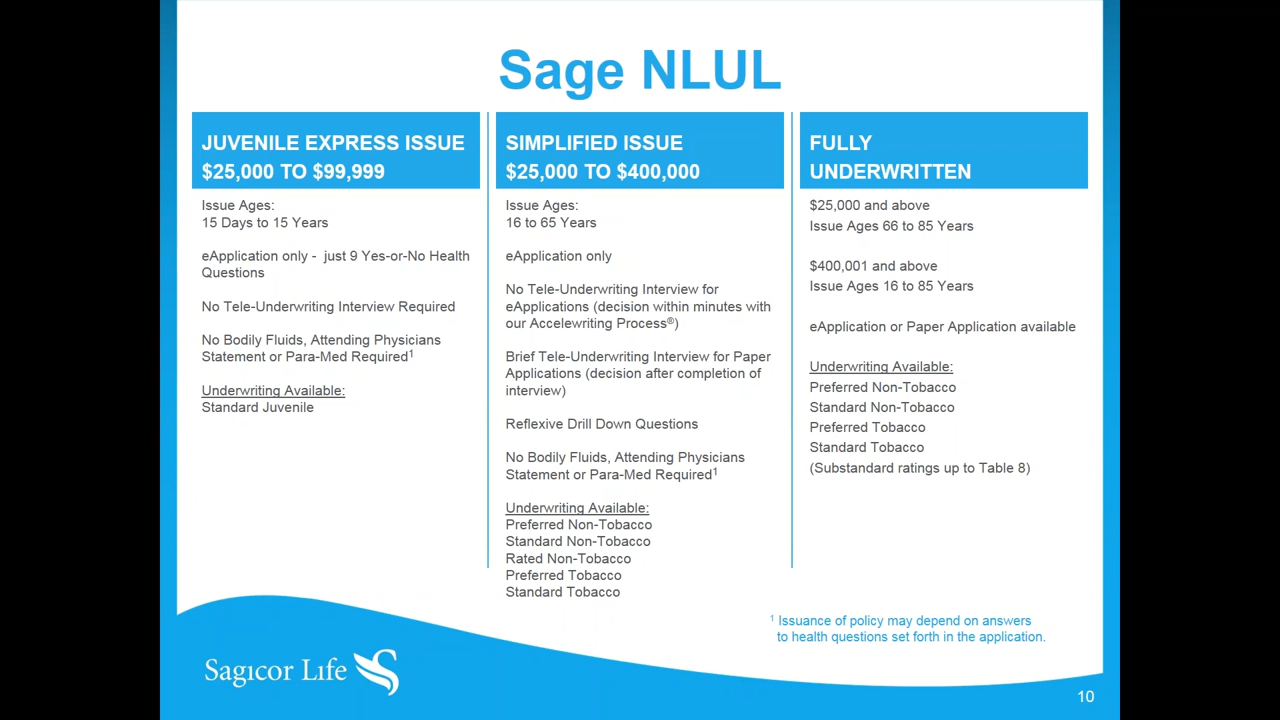 Sage NLUL
JUVENILE EXPRESS ISSUE
$25,000 TO $99,999
Issue Ages:
15 Days to 15 Years
eApplication only -  just 9 Yes-or-No Health
Questions
No Tele-Underwriting Interview Required
No Bodily Fluids, Attending Physicians
Statement or Para-Med Required¹
Underwriting Available:
Standard Juvenile
SIMPLIFIED ISSUE
$25,000 TO $400,000
Issue Ages:
16 to 65 Years
eApplication only
No Tele-Underwriting Interview for
eApplications (decision within minutes with
our Accelewriting Process®)
Brief Tele-Underwriting Interview for Paper
Applications (decision after completion of
interview)
Reflexive Drill Down Questions
No Bodily Fluids, Attending Physicians
Statement or Para-Med Required¹
Underwriting Available:
Preferred Non-Tobacco
Standard Non-Tobacco
Rated Non-Tobacco
Preferred Tobacco
Standard Tobacco
FULLY
UNDERWRITTEN
$25,000 and above
Issue Ages 66 to 85 Years
$400,001 and above
Issue Ages 16 to 85 Years
eApplication or Paper Application available
Underwriting Available:
Preferred Non-Tobacco
Standard Non-Tobacco
Preferred Tobacco
Standard Tobacco
(Substandard ratings up to Table 8)
¹ Issuance of policy may depend on answers
to health questions set forth in the application.
Sagicor Life
10